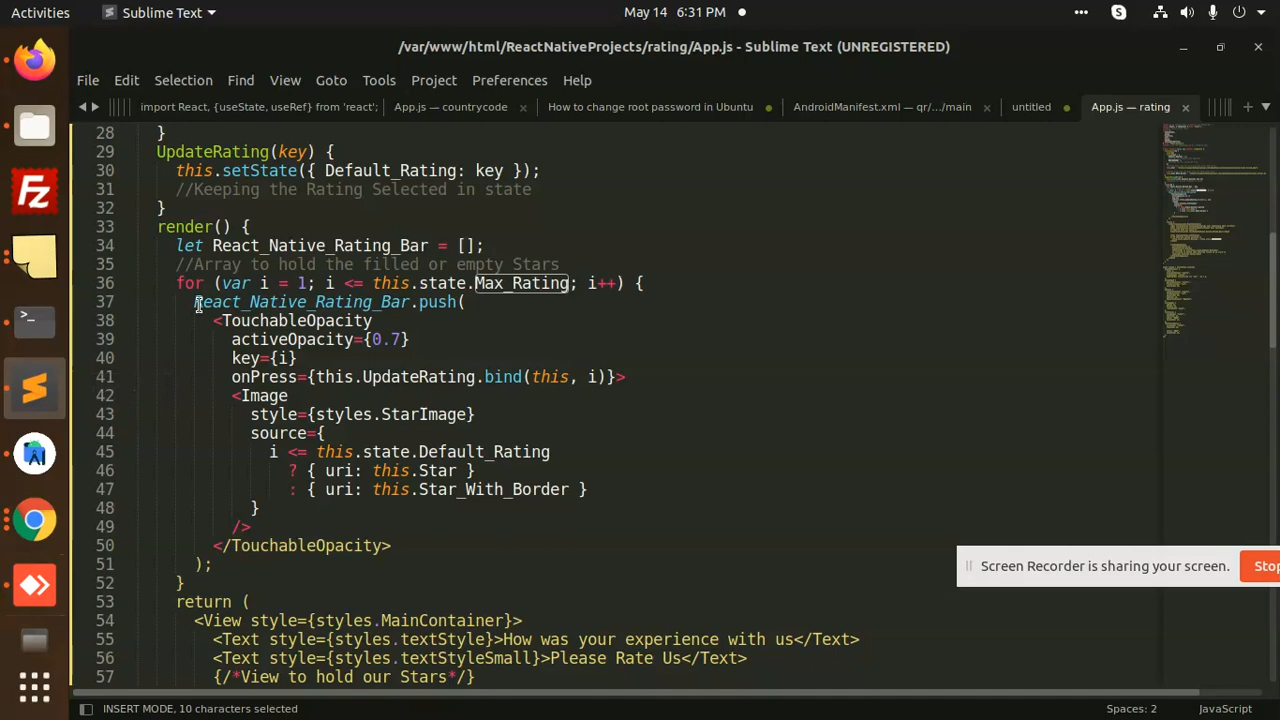 Activities Sublime Text May 14 6:31 PM
/var/www/html/ReactNativeProjects/rating/App.js - Sublime Text (UNREGISTERED)
File Edit Selection Find View Goto Tools Project Preferences Help
import React, {useState, useRef} from 'react'; App.js — countrycode How to change root password in Ubuntu AndroidManifest.xml — qr/.../main untitled App.js — rating
28 }
29 UpdateRating(key) {
30 this.setState({ Default_Rating: key });
31 //Keeping the Rating Selected in state
32 }
33 render() {
34 let React_Native_Rating_Bar = [];
35 //Array to hold the filled or empty Stars
36 for (var i = 1; i <= this.state.Max_Rating; i++) {
37 React_Native_Rating_Bar.push(
38 <TouchableOpacity
39 activeOpacity={0.7}
40 key={i}
41 onPress={this.UpdateRating.bind(this, i)}>
42 <Image
43 style={styles.StarImage}
44 source={
45 i <= this.state.Default_Rating
46 ? { uri: this.Star }
47 : { uri: this.Star_With_Border }
48 }
49 />
50 </TouchableOpacity>
51 );
52 }
53 return (
54 <View style={styles.MainContainer}>
55 <Text style={styles.textStyle}>How was your experience with us</Text>
56 <Text style={styles.textStyleSmall}>Please Rate Us</Text>
57 {/*View to hold our Stars*/}
Screen Recorder is sharing your screen. Stop
INSERT MODE, 10 characters selected Spaces: 2 JavaScript